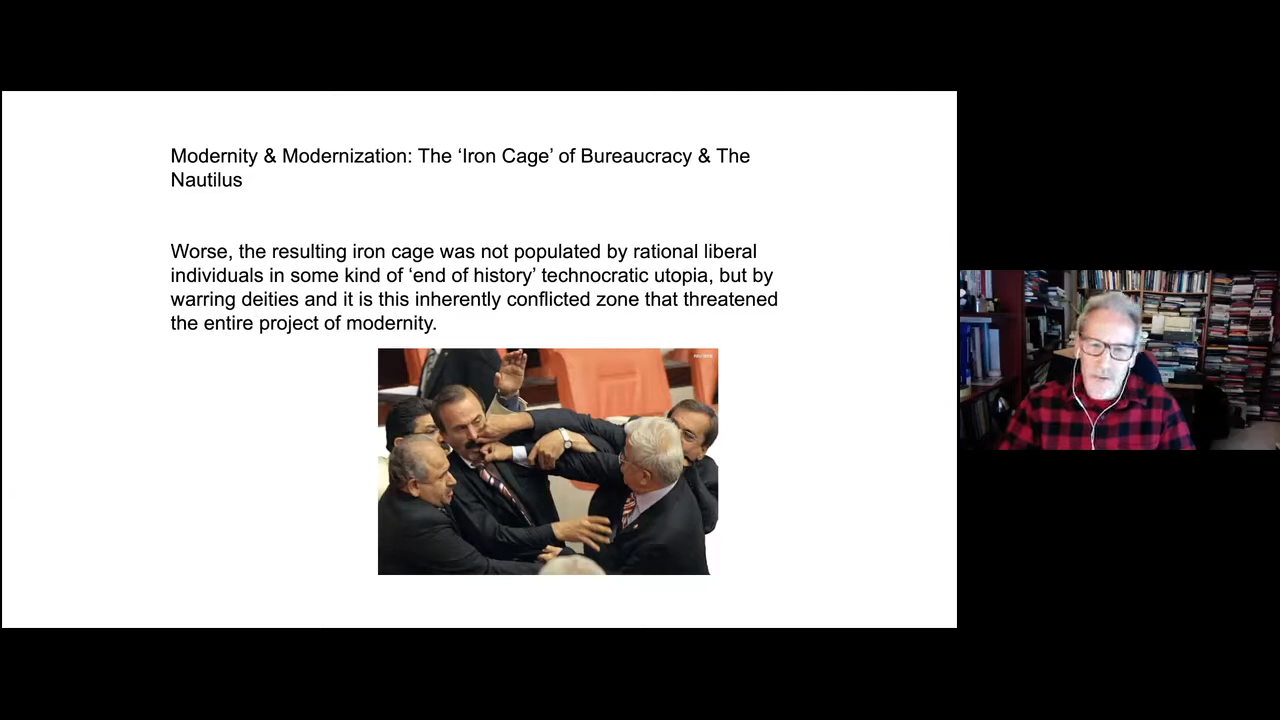 Modernity & Modernization: The ‘Iron Cage’ of Bureaucracy & The
Nautilus
Worse, the resulting iron cage was not populated by rational liberal
individuals in some kind of ‘end of history’ technocratic utopia, but by
warring deities and it is this inherently conflicted zone that threatened
the entire project of modernity.